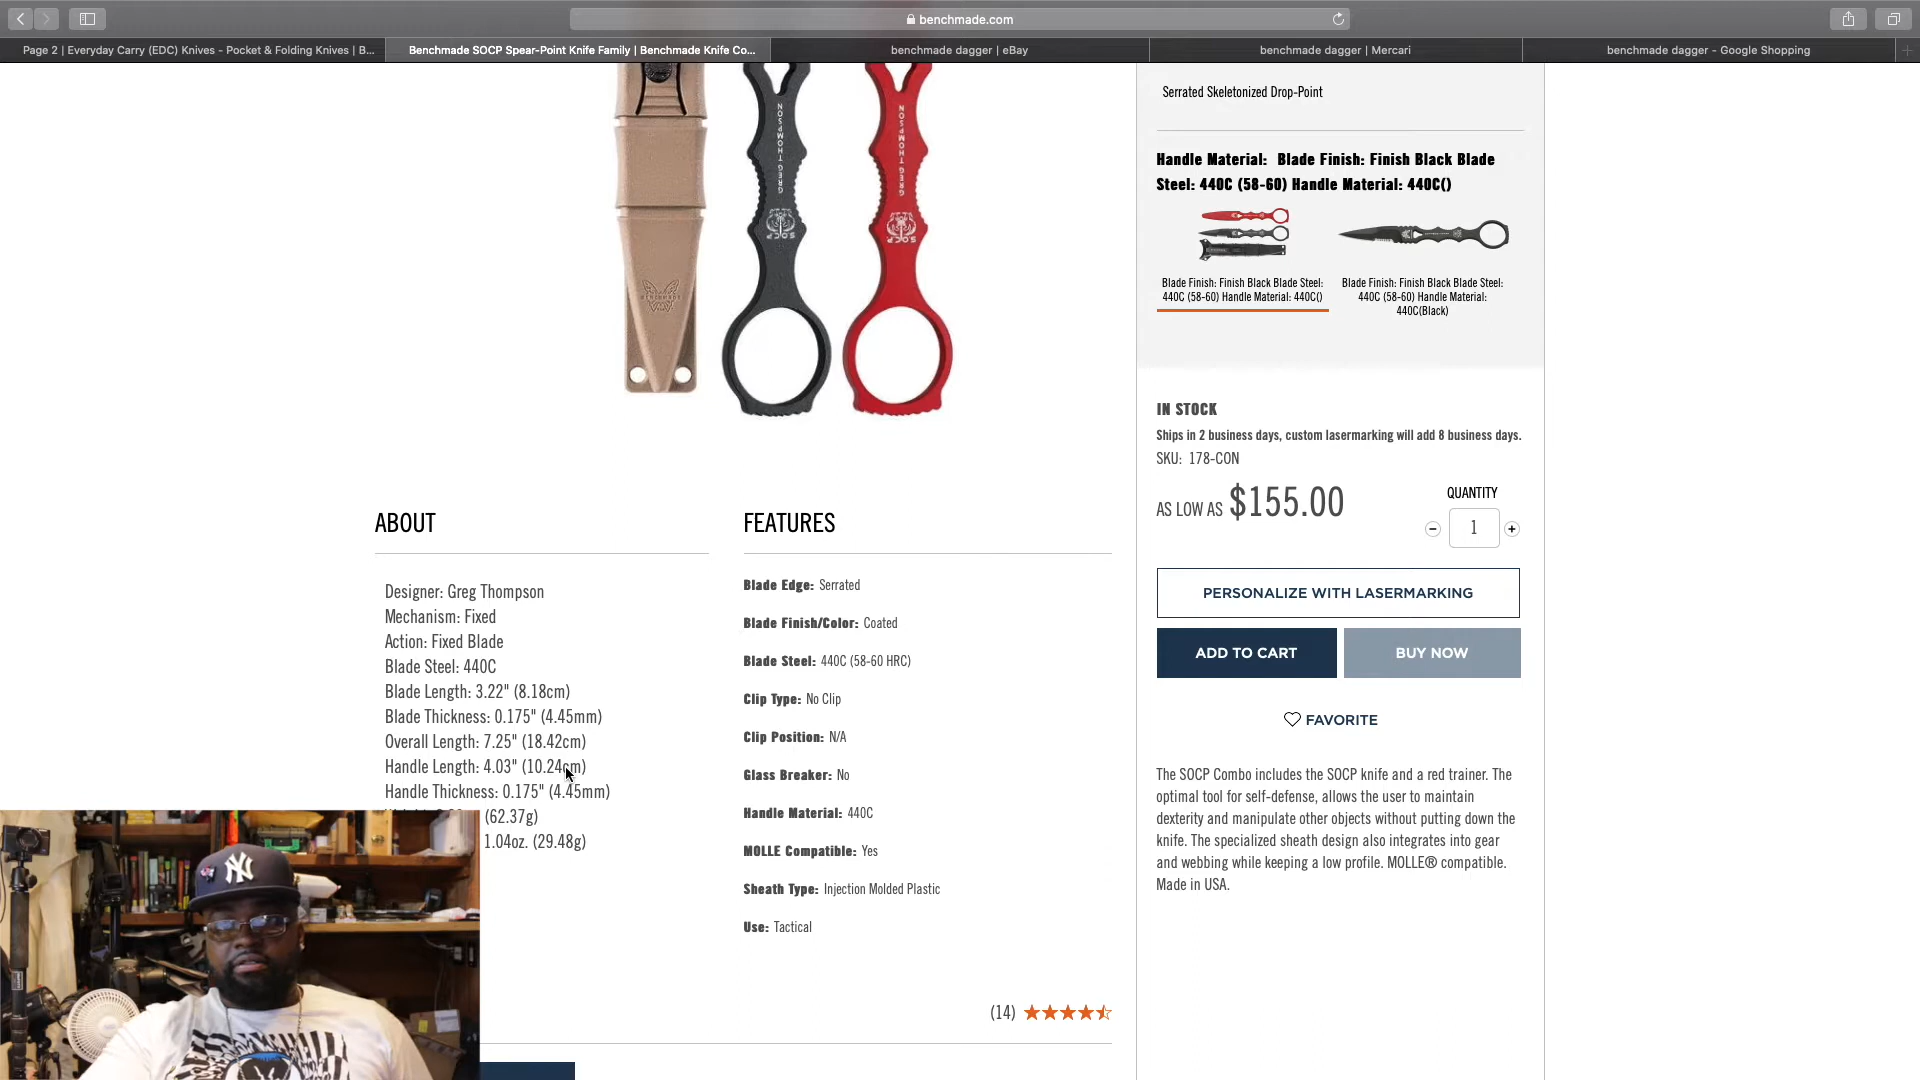 benchmade.com
Page 2 | Everyday Carry (EDC) Knives - Pocket & Folding Knives | B...
Benchmade SOCP Spear-Point Knife Family | Benchmade Knife Co...
benchmade dagger | eBay
benchmade dagger | Mercari
benchmade dagger - Google Shopping
GREG THOMPSON
SOCP
GREG THOMPSON
SOCP
BENCHMADE
Serrated Skeletonized Drop-Point
Handle Material: Blade Finish: Finish Black Blade
Steel: 440C (58-60) Handle Material: 440C()
Blade Finish: Finish Black Blade Steel:
440C (58-60) Handle Material: 440C()
Blade Finish: Finish Black Blade Steel:
440C (58-60) Handle Material:
440C(Black)
IN STOCK
Ships in 2 business days, custom lasermarking will add 8 business days.
SKU: 178-CON
AS LOW AS $155.00
QUANTITY
1
PERSONALIZE WITH LASERMARKING
ADD TO CART
BUY NOW
FAVORITE
The SOCP Combo includes the SOCP knife and a red trainer. The
optimal tool for self-defense, allows the user to maintain
dexterity and manipulate other objects without putting down the
knife. The specialized sheath design also integrates into gear
and webbing while keeping a low profile. MOLLE® compatible.
Made in USA.
ABOUT
Designer: Greg Thompson
Mechanism: Fixed
Action: Fixed Blade
Blade Steel: 440C
Blade Length: 3.22" (8.18cm)
Blade Thickness: 0.175" (4.45mm)
Overall Length: 7.25" (18.42cm)
Handle Length: 4.03" (10.24cm)
Handle Thickness: 0.175" (4.45mm)
(62.37g)
1.04oz. (29.48g)
FEATURES
Blade Edge: Serrated
Blade Finish/Color: Coated
Blade Steel: 440C (58-60 HRC)
Clip Type: No Clip
Clip Position: N/A
Glass Breaker: No
Handle Material: 440C
MOLLE Compatible: Yes
Sheath Type: Injection Molded Plastic
Use: Tactical
(14)
NY